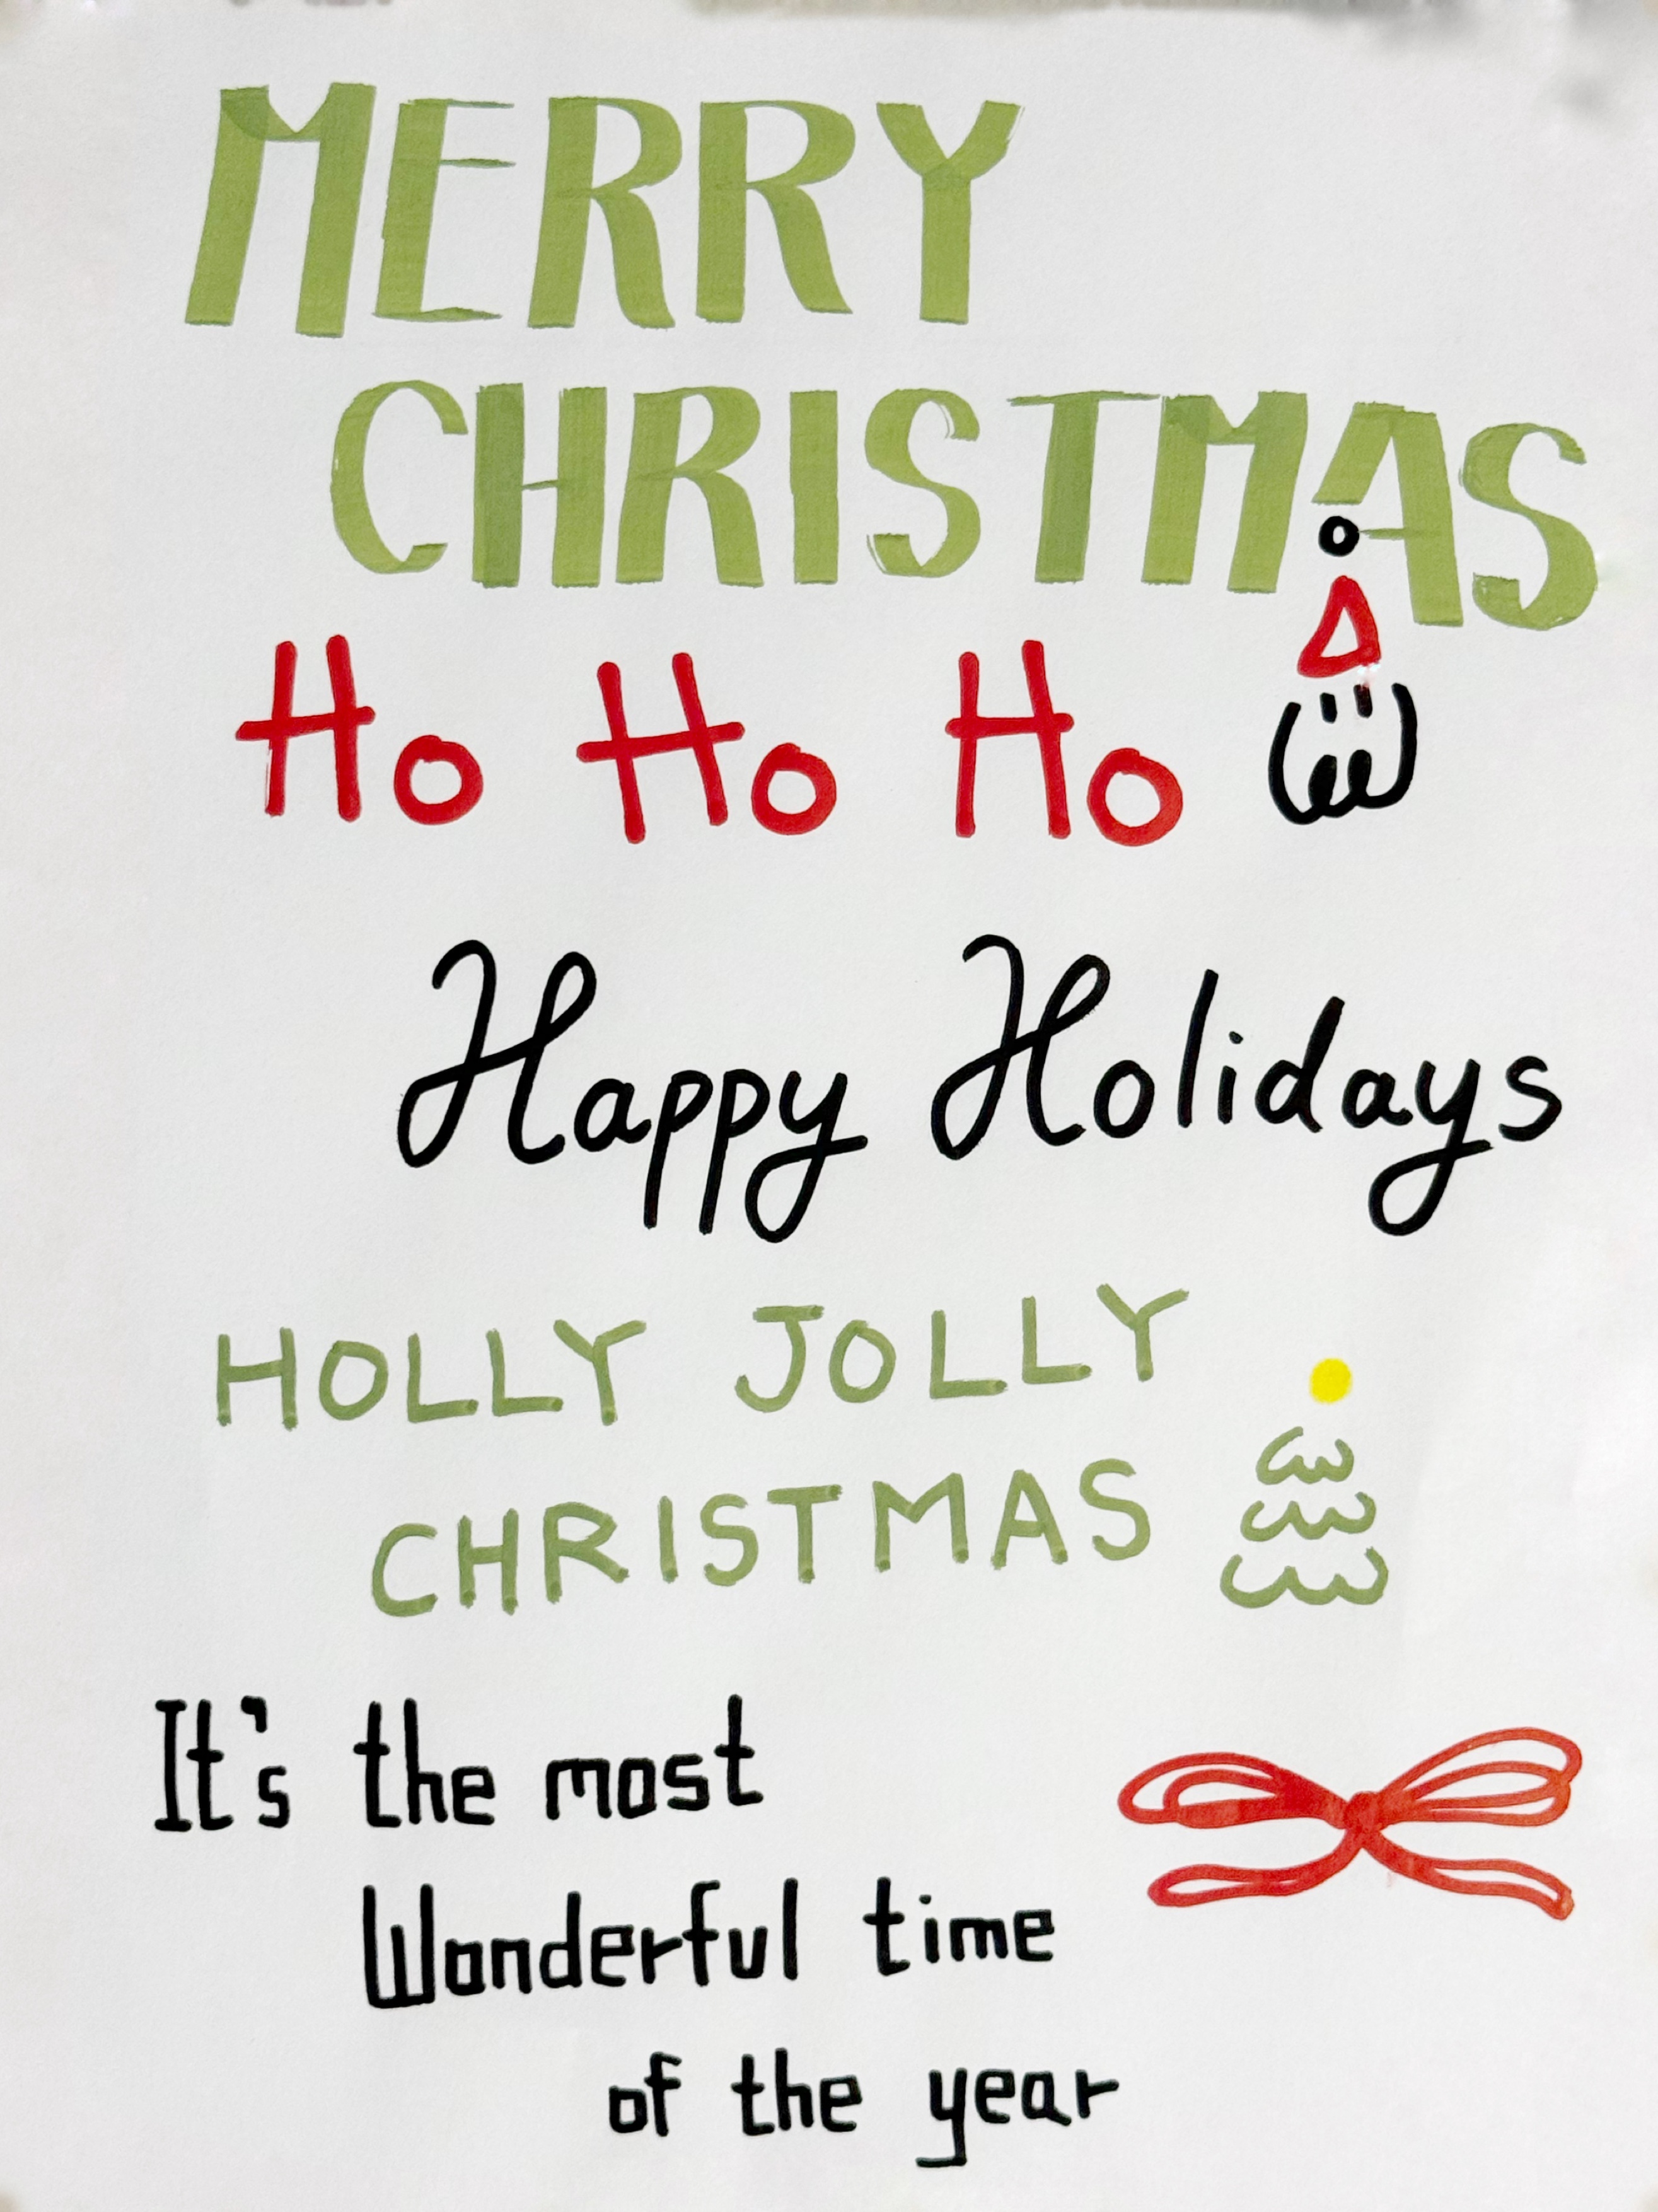 MERRY
CHRISTMAS
Ho Ho Ho
Happy Holidays
HOLLY JOLLY
CHRISTMAS
It's the most
Wonderful time
of the year